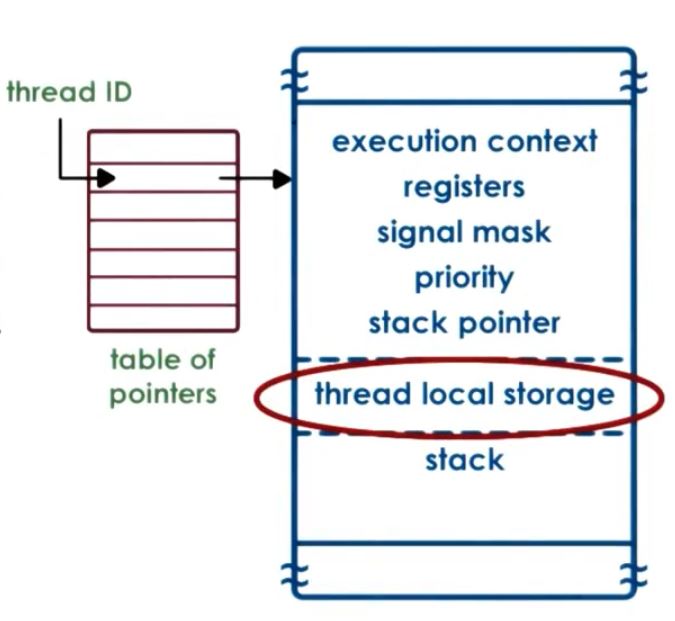 thread ID
table of
pointers
execution context
registers
signal mask
priority
stack pointer
thread local storage
stack